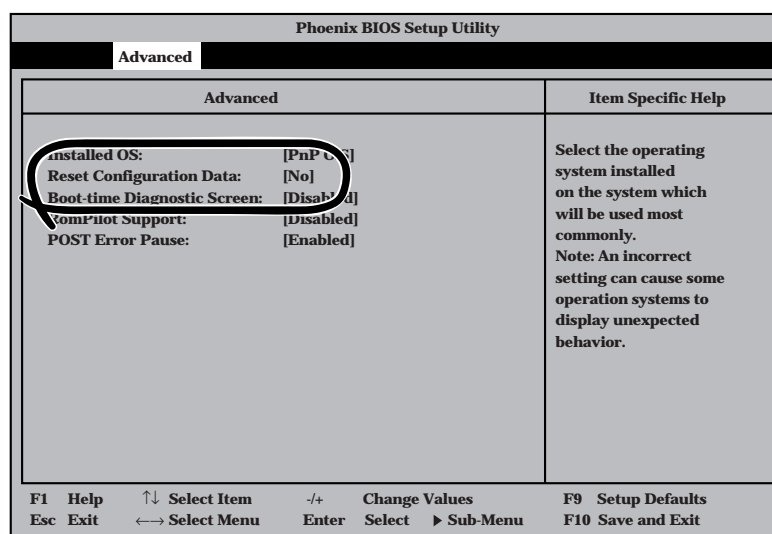 Phoenix BIOS Setup Utility
Advanced
Advanced
Item Specific Help
Installed OS: [PnP O/S]
Reset Configuration Data: [No]
Boot-time Diagnostic Screen: [Disabled]
RomPilot Support: [Disabled]
POST Error Pause: [Enabled]
Select the operating
system installed
on the system which
will be used most
commonly.
Note: An incorrect
setting can cause some
operation systems to
display unexpected
behavior.
F1 Help ↑↓ Select Item -/+ Change Values F9 Setup Defaults
Esc Exit ←→ Select Menu Enter Select ▶ Sub-Menu F10 Save and Exit